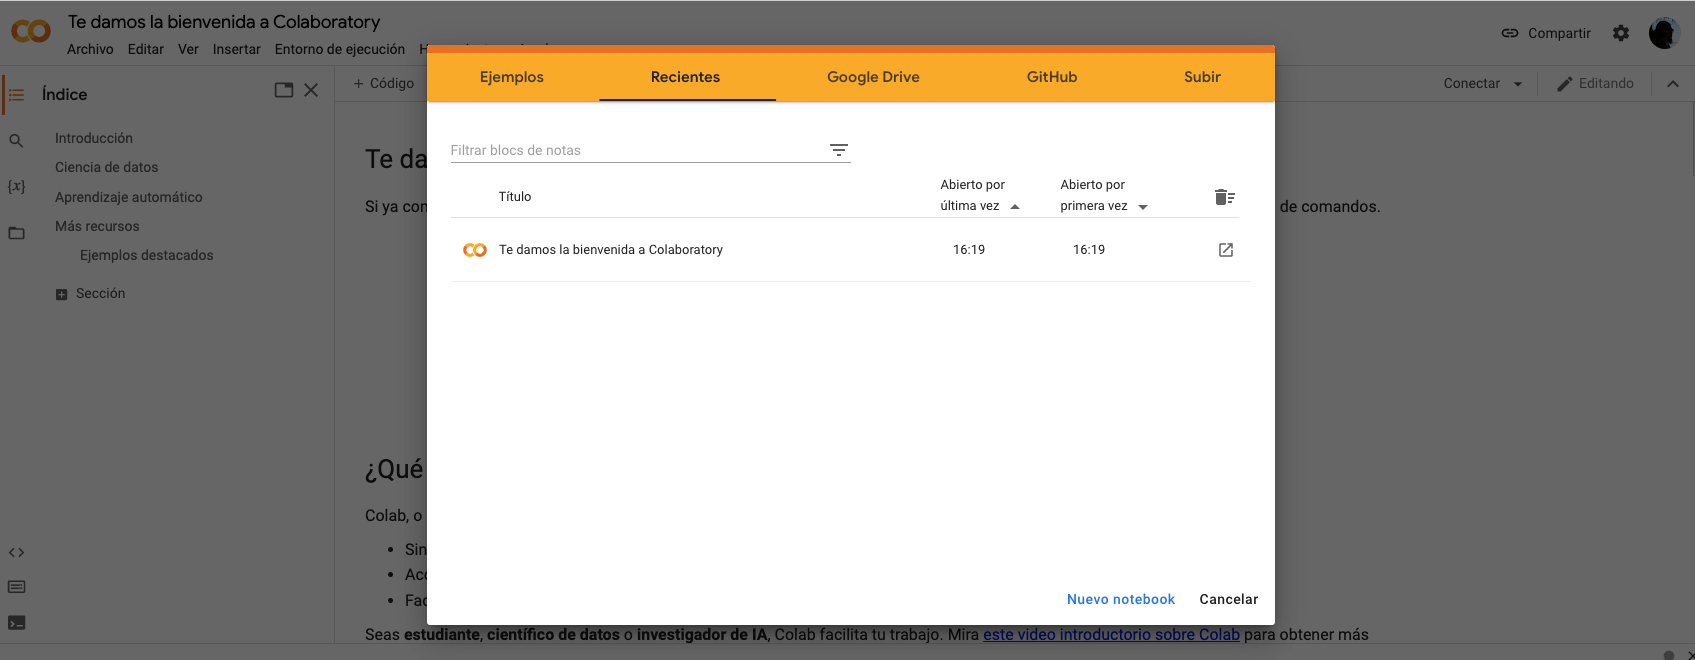 Te damos la bienvenida a Colaboratory
Archivo Editar Ver Insertar Entorno de ejecución
Compartir
Índice
+ Código
Conectar
Editando
Introducción
Ciencia de datos
Aprendizaje automático
Más recursos
Ejemplos destacados
Sección
Ejemplos Recientes Google Drive GitHub Subir
Filtrar blocs de notas
Título
Abierto por
última vez
Abierto por
primera vez
Te damos la bienvenida a Colaboratory 16:19 16:19
Nuevo notebook Cancelar
Te da
Si ya con
de comandos.
¿Qué
Colab, o
Sin
Acc
Fac
Seas estudiante, científico de datos o investigador de IA, Colab facilita tu trabajo. Mira este video introductorio sobre Colab para obtener más